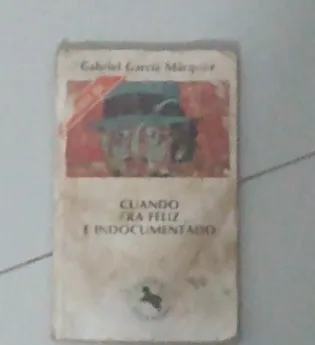 Gabriel García Márquez
CUANDO
ERA FELIZ
E INDOCUMENTADO